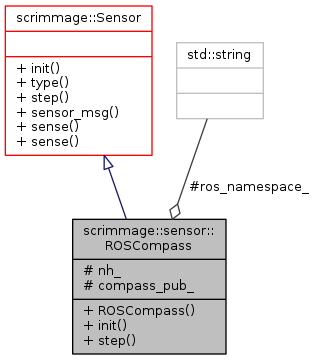 scrimmage::Sensor
+ init()
+ type()
+ step()
+ sensor_msg()
+ sense()
+ sense()
std::string
#ros_namespace_
scrimmage::sensor::
ROSCompass
# nh_
# compass_pub_
+ ROSCompass()
+ init()
+ step()